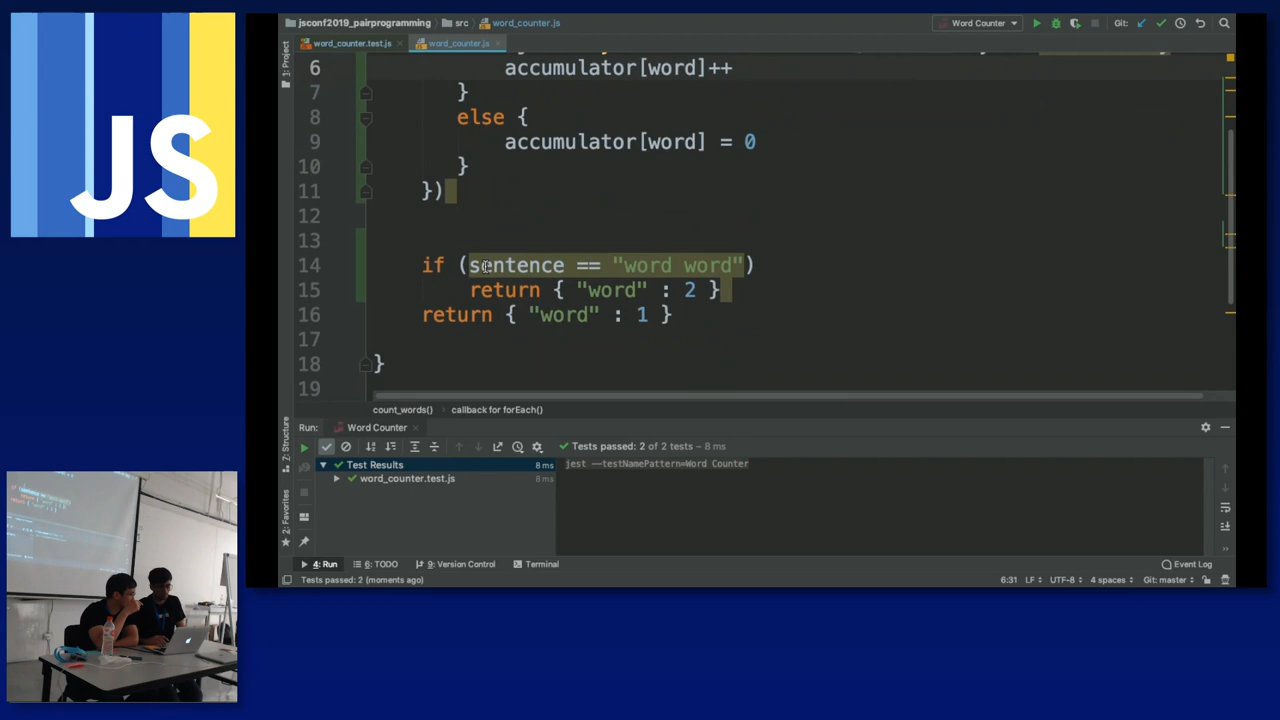 JS
jsconf2019_pairprogramming
src
word_counter.js
Word Counter
Git:
word_counter.test.js
word_counter.js
1: Project
6 accumulator[word]++
7 }
8 else {
9 accumulator[word] = 0
10 }
11 })
12
13
14 if (sentence == "word word")
15 return { "word" : 2 }
16 return { "word" : 1 }
17
18 }
19
count_words()
callback for forEach()
Z: Structure
2: Favorites
Run:
Word Counter
Tests passed: 2 of 2 tests – 8 ms
Test Results 8 ms
word_counter.test.js 8 ms
jest --testNamePattern=Word Counter
4: Run
6: TODO
9: Version Control
Terminal
Event Log
Tests passed: 2 (moments ago)
6:31
LF
UTF-8
4 spaces
Git: master